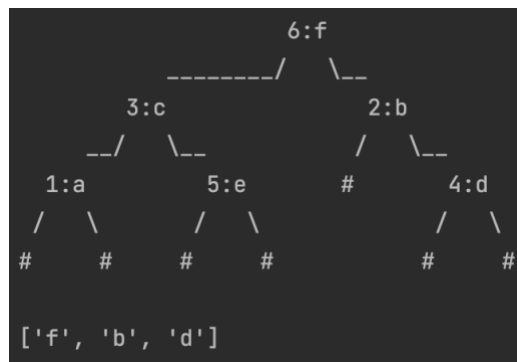 6:f
________/ \__
3:c 2:b
__/ \__ / \__
1:a 5:e # 4:d
/ \ / \ / \
# # # # # #
['f', 'b', 'd']